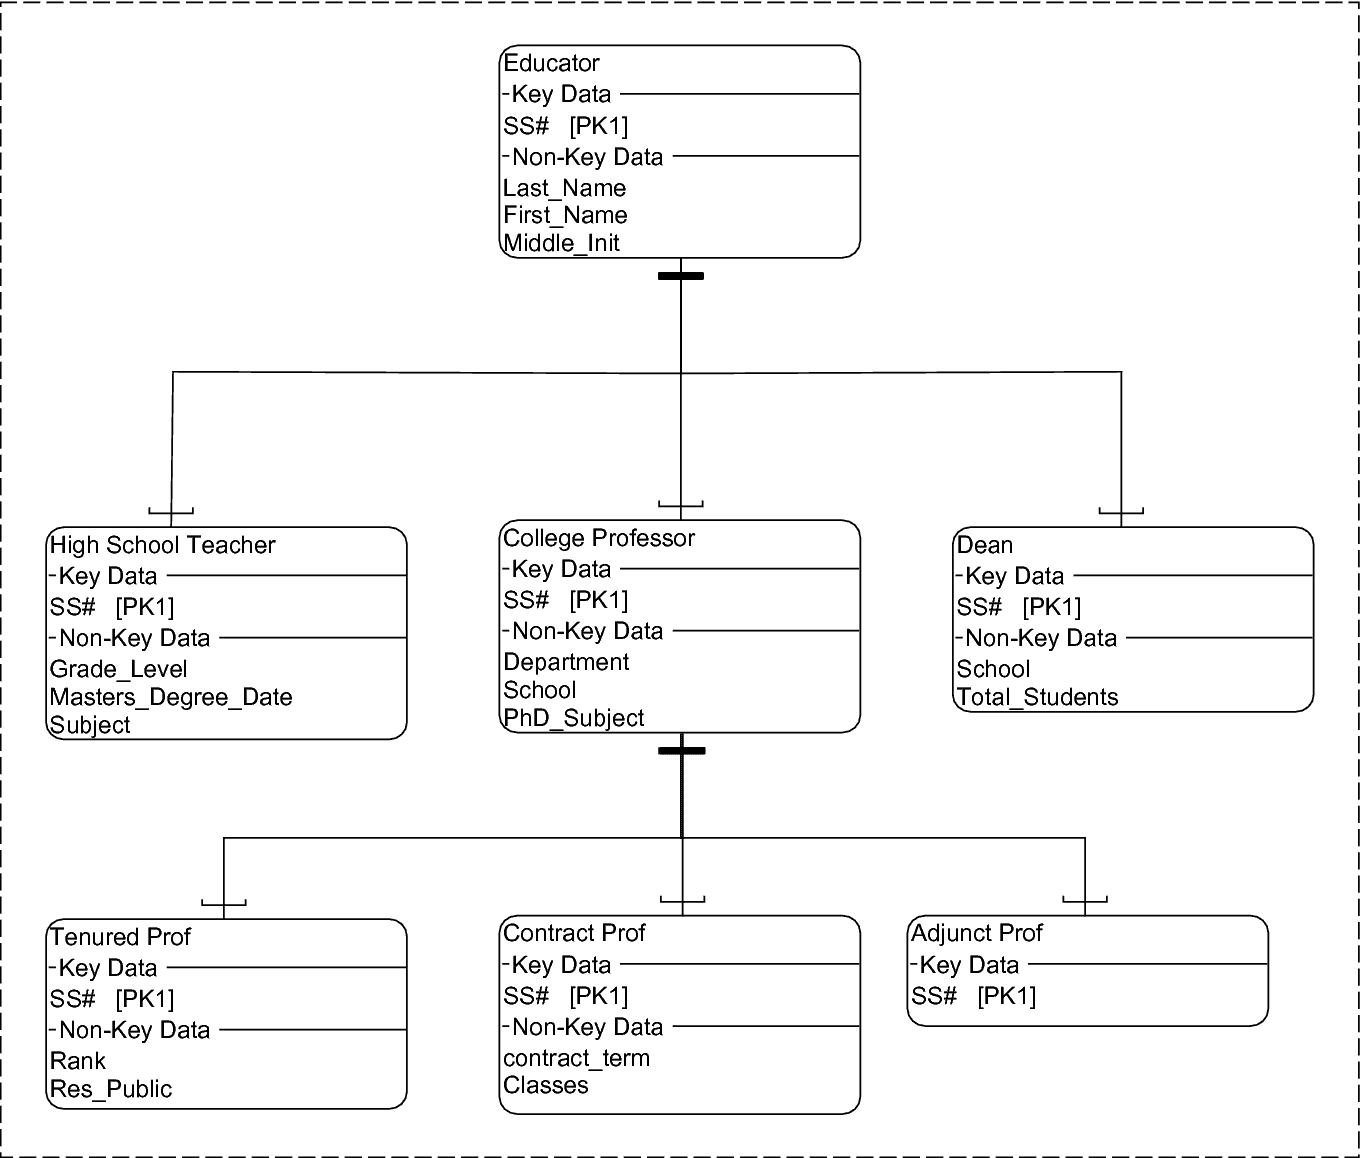 Educator
-Key Data
SS# [PK1]
-Non-Key Data
Last_Name
First_Name
Middle_Init
High School Teacher
-Key Data
SS# [PK1]
-Non-Key Data
Grade_Level
Masters_Degree_Date
Subject
College Professor
-Key Data
SS# [PK1]
-Non-Key Data
Department
School
PhD_Subject
Dean
-Key Data
SS# [PK1]
-Non-Key Data
School
Total_Students
Tenured Prof
-Key Data
SS# [PK1]
-Non-Key Data
Rank
Res_Public
Contract Prof
-Key Data
SS# [PK1]
-Non-Key Data
contract_term
Classes
Adjunct Prof
-Key Data
SS# [PK1]